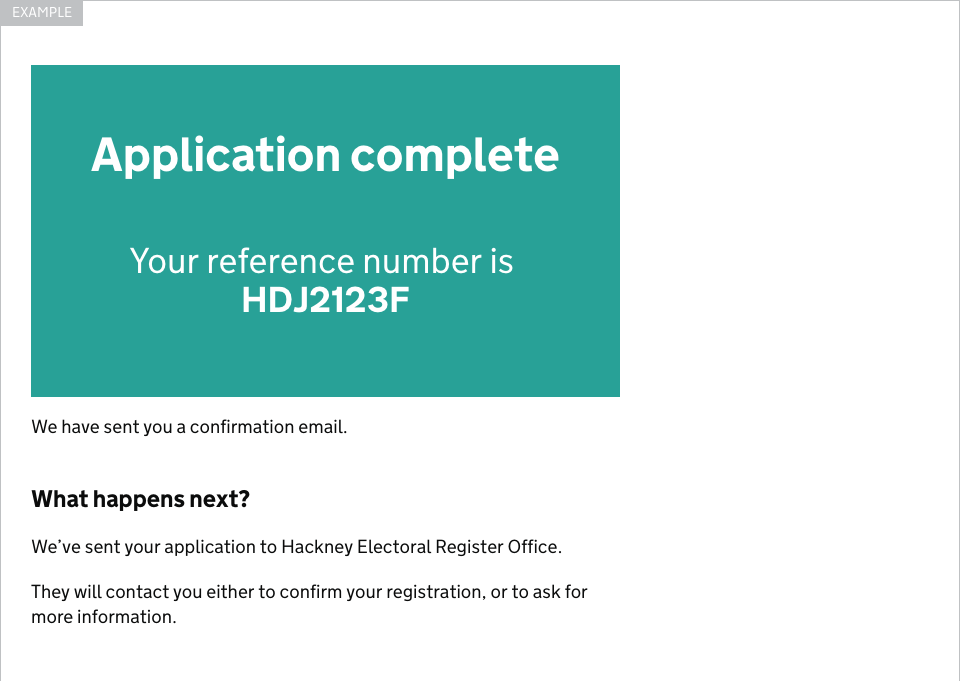 EXAMPLE
Application complete
Your reference number is
HDJ2123F
We have sent you a confirmation email.
What happens next?
We’ve sent your application to Hackney Electoral Register Office.
They will contact you either to confirm your registration, or to ask for
more information.